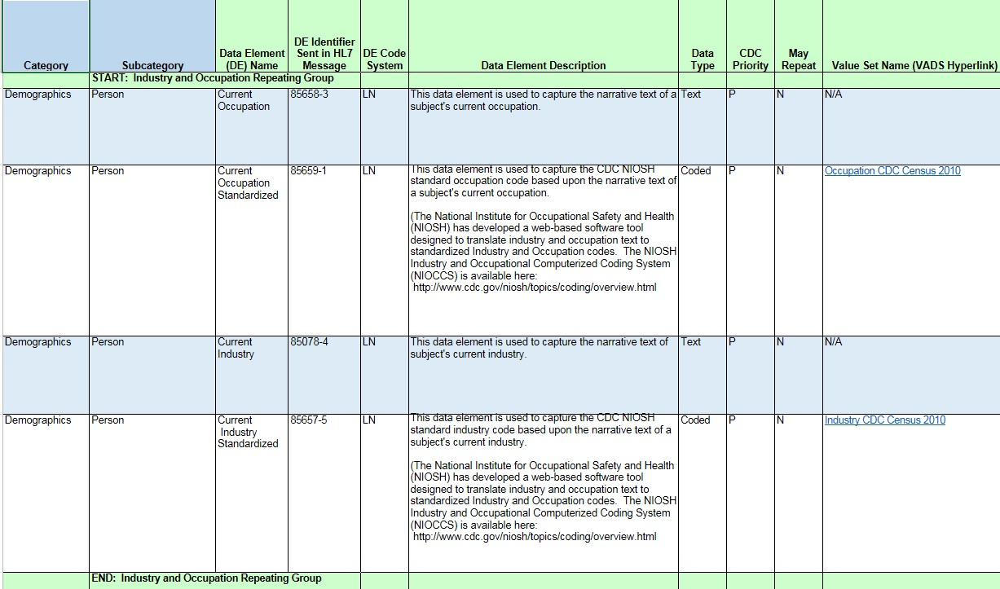 Category Subcategory Data Element (DE) Name DE Identifier Sent in HL7 Message DE Code System Data Element Description Data Type CDC Priority May Repeat Value Set Name (VADS Hyperlink)
START: Industry and Occupation Repeating Group
Demographics Person Current Occupation 85658-3 LN This data element is used to capture the narrative text of a Text P N N/A
subject's current occupation.
Demographics Person Current Occupation Standardized 85659-1 LN This data element is used to capture the CDC NIOSH Coded P N Occupation CDC Census 2010
standard occupation code based upon the narrative text of
a subject's current occupation.
(The National Institute for Occupational Safety and Health
(NIOSH) has developed a web-based software tool
designed to translate industry and occupation text to
standardized Industry and Occupation codes. The NIOSH
Industry and Occupational Computerized Coding System
(NIOCCS) is available here:
http://www.cdc.gov/niosh/topics/coding/overview.html
Demographics Person Current Industry 85078-4 LN This data element is used to capture the narrative text of Text P N N/A
subject's current industry.
Demographics Person Current Industry Standardized 85657-5 LN This data element is used to capture the CDC NIOSH Coded P N Industry CDC Census 2010
standard industry code based upon the narrative text of a
subject's current industry.
(The National Institute for Occupational Safety and Health
(NIOSH) has developed a web-based software tool
designed to translate industry and occupation text to
standardized Industry and Occupation codes. The NIOSH
Industry and Occupational Computerized Coding System
(NIOCCS) is available here:
http://www.cdc.gov/niosh/topics/coding/overview.html
END: Industry and Occupation Repeating Group